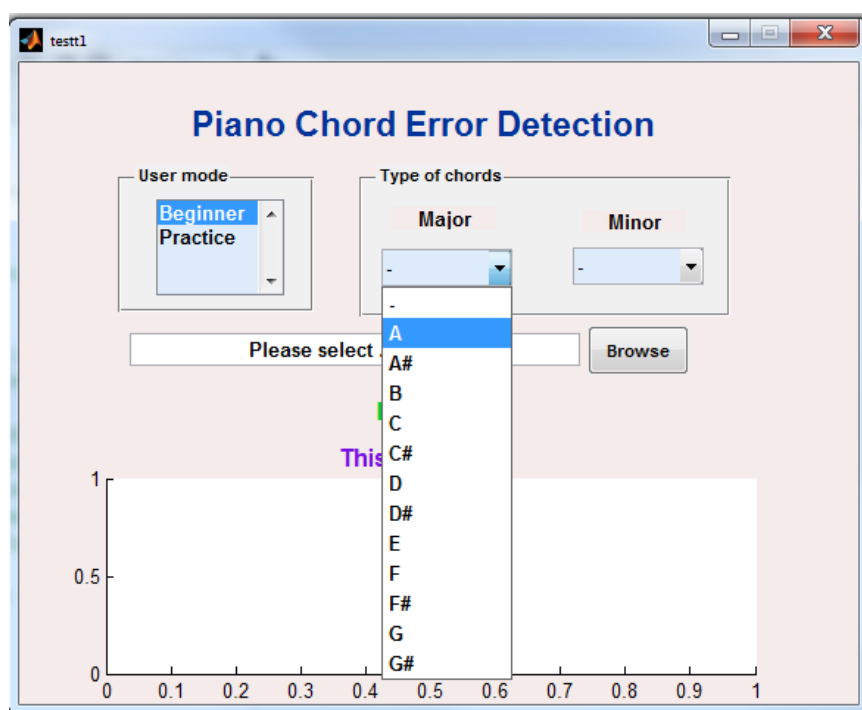 testt1
Piano Chord Error Detection
User mode
Type of chords
Beginner
Practice
Major
Minor
-
-
-
A
A#
B
C
C#
D
D#
E
F
F#
G
G#
Please select
Browse
This
1
0.5
0
0 0.1 0.2 0.3 0.4 0.5 0.6 0.7 0.8 0.9 1